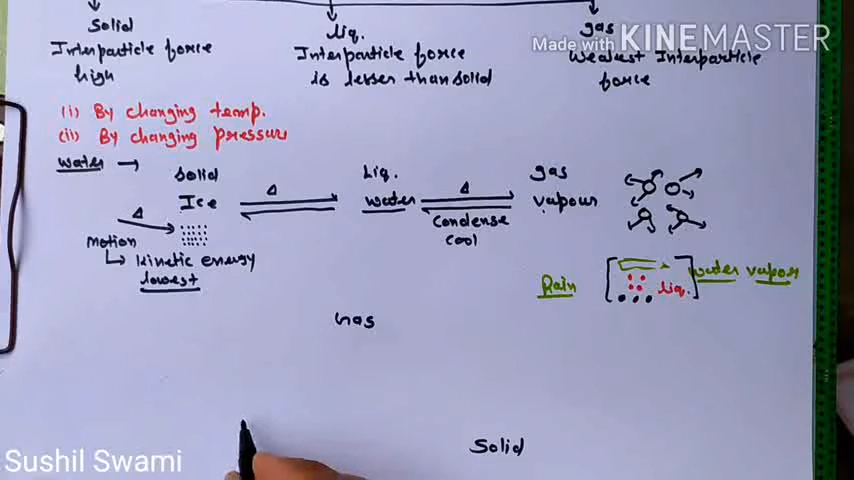 Made with KINEMASTER
Solid
Interparticle force
high
liq.
Interparticle force
is lesser than solid
gas
Weakest Interparticle
force
(i) By changing temp.
(ii) By changing pressure
Water →
Solid
Ice
Δ
Liq.
water
Δ
Condense
cool
gas
vapour
Δ
Motion
Kinetic energy
lowest
Rain
liq.
water vapor
Gas
Solid
Sushil Swami